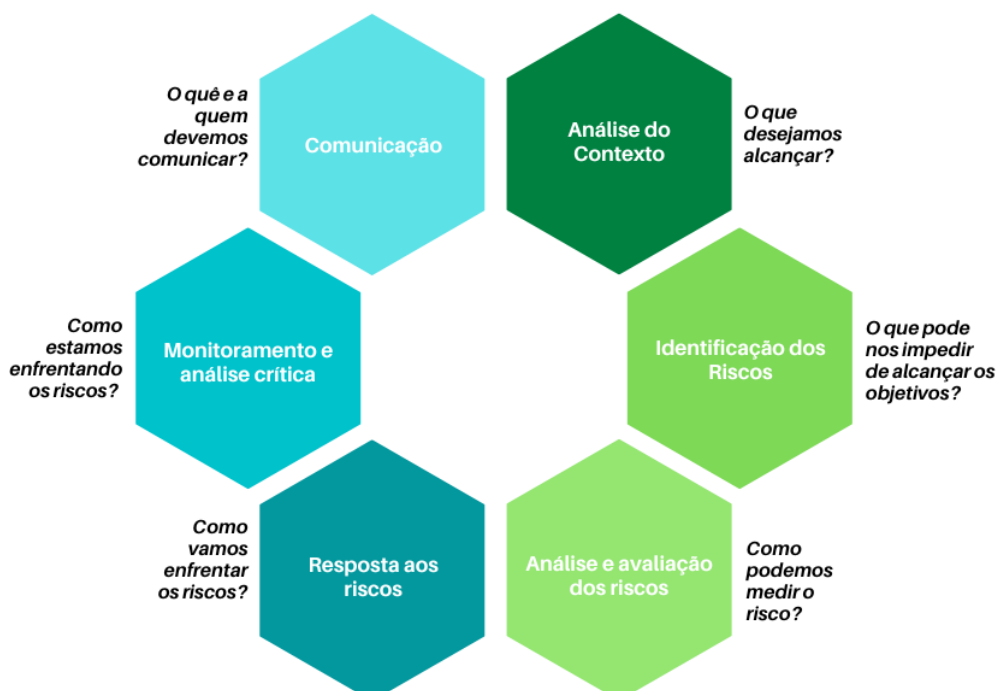 O quê e a
quem
devemos
comunicar?
Comunicação
Análise do
Contexto
O que
desejamos
alcançar?
Como
estamos
enfrentando
os riscos?
Monitoramento e
análise crítica
Identificação dos
Riscos
O que pode
nos impedir
de alcançar os
objetivos?
Como
vamos
enfrentar
os riscos?
Resposta aos
riscos
Análise e avaliação
dos riscos
Como
podemos
medir o
risco?